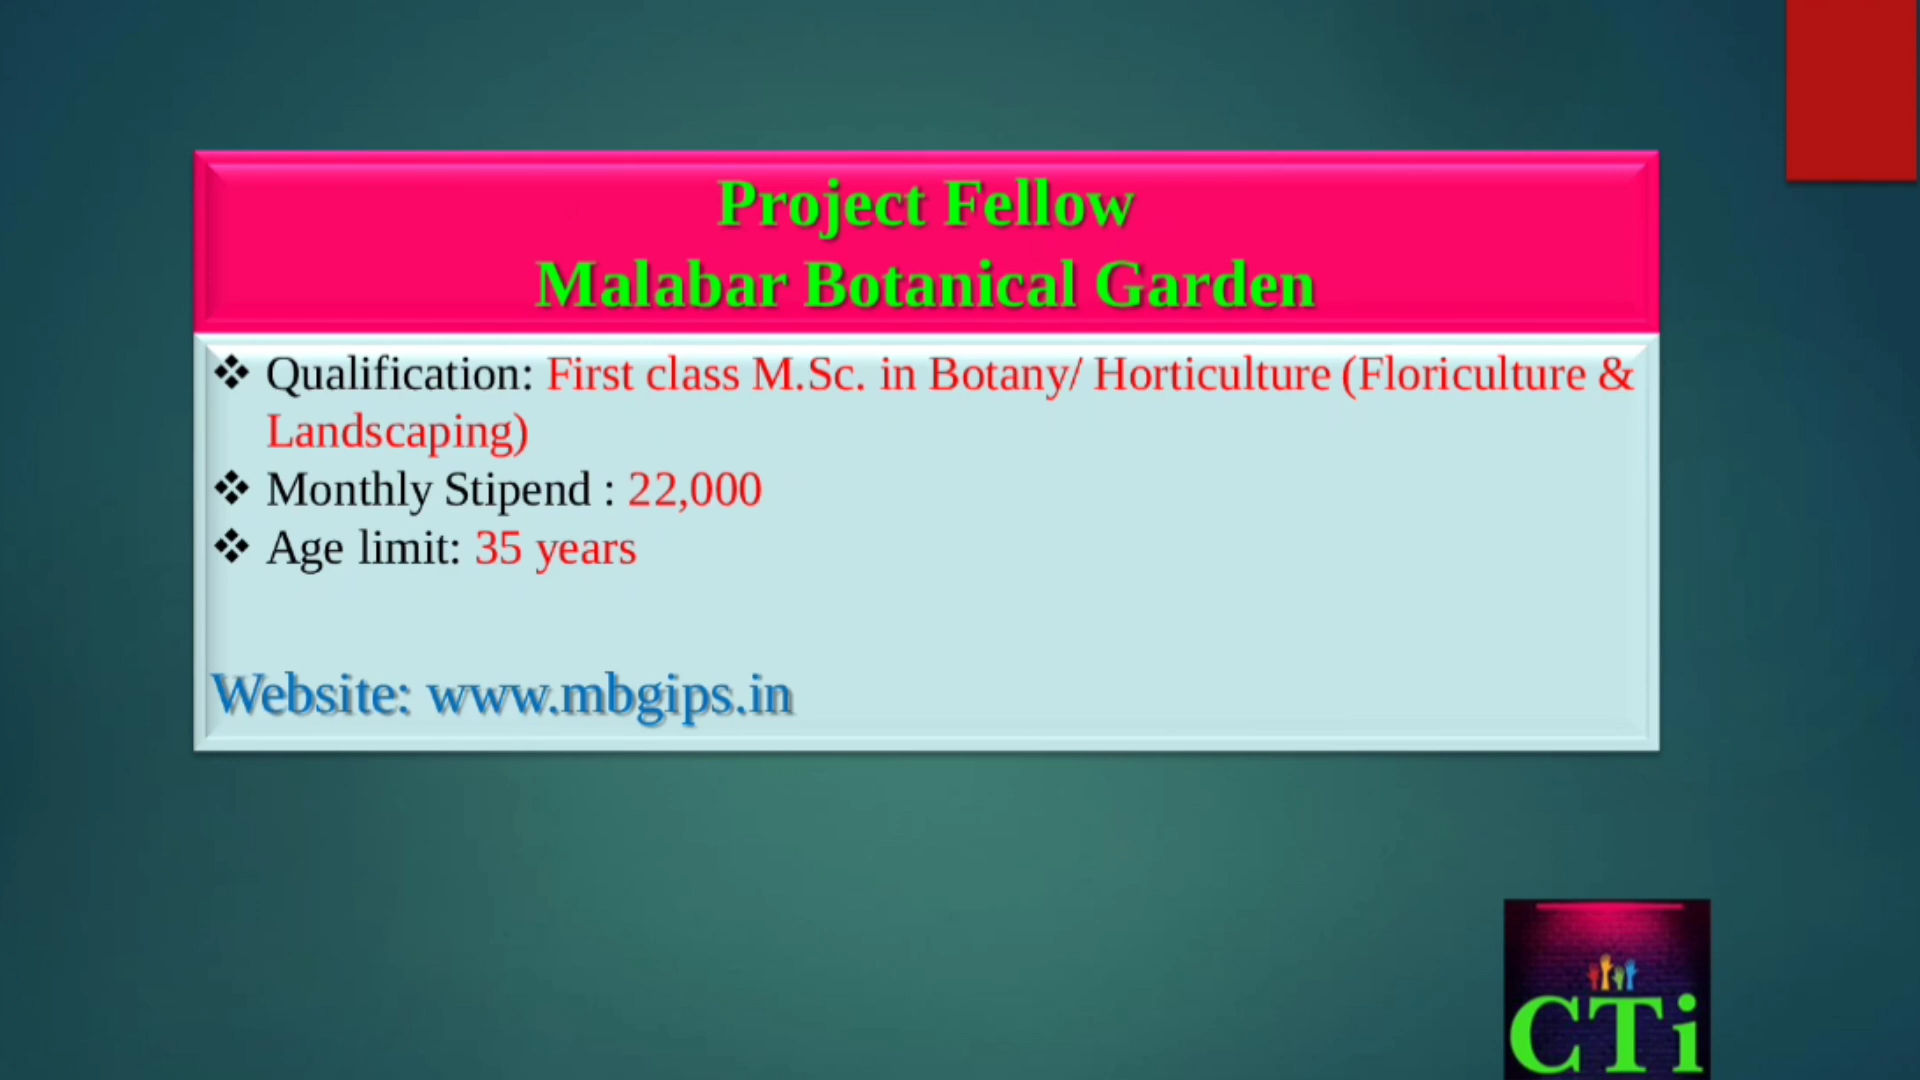 Project Fellow
Malabar Botanical Garden
❖ Qualification: First class M.Sc. in Botany/ Horticulture (Floriculture &
Landscaping)
❖ Monthly Stipend : 22,000
❖ Age limit: 35 years
Website: www.mbgips.in
CTi